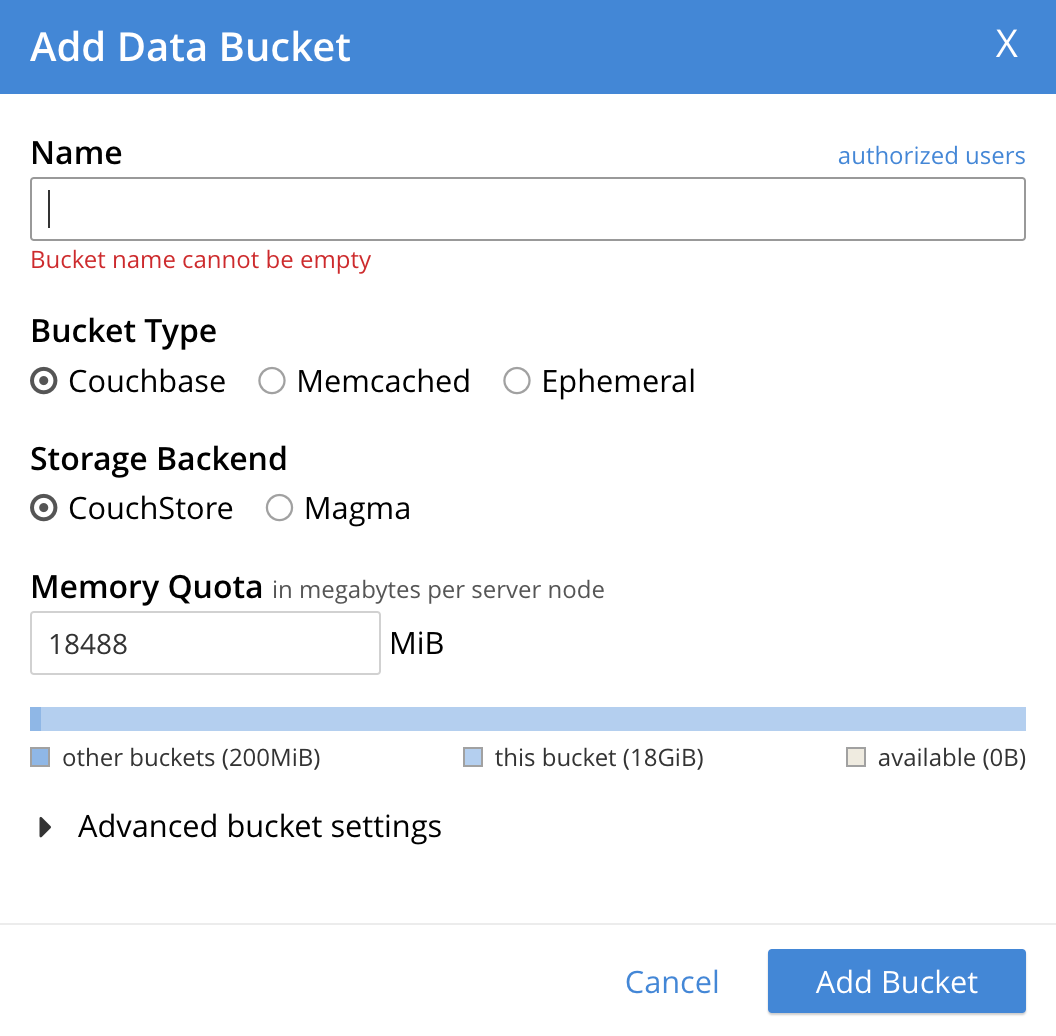 Add Data Bucket X
Name authorized users
Bucket name cannot be empty
Bucket Type
Couchbase Memcached Ephemeral
Storage Backend
CouchStore Magma
Memory Quota in megabytes per server node
18488 MiB
other buckets (200MiB) this bucket (18GiB) available (0B)
Advanced bucket settings
Cancel Add Bucket